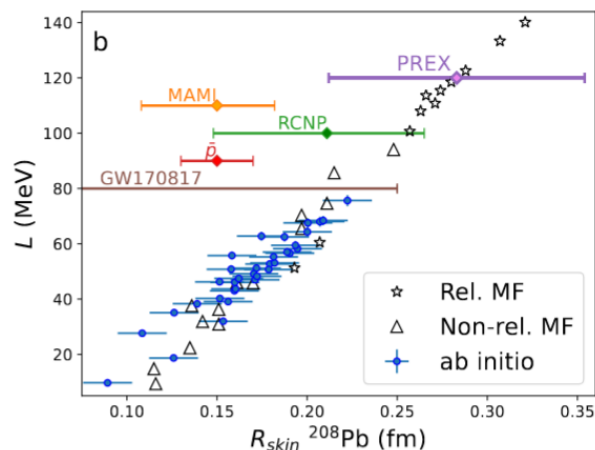 b
140
120
100
80
60
40
20
L (MeV)
PREX
MAMI
RCNP
p̄
GW170817
Rel. MF
Non-rel. MF
ab initio
0.10 0.15 0.20 0.25 0.30 0.35
R_skin ²⁰⁸Pb (fm)